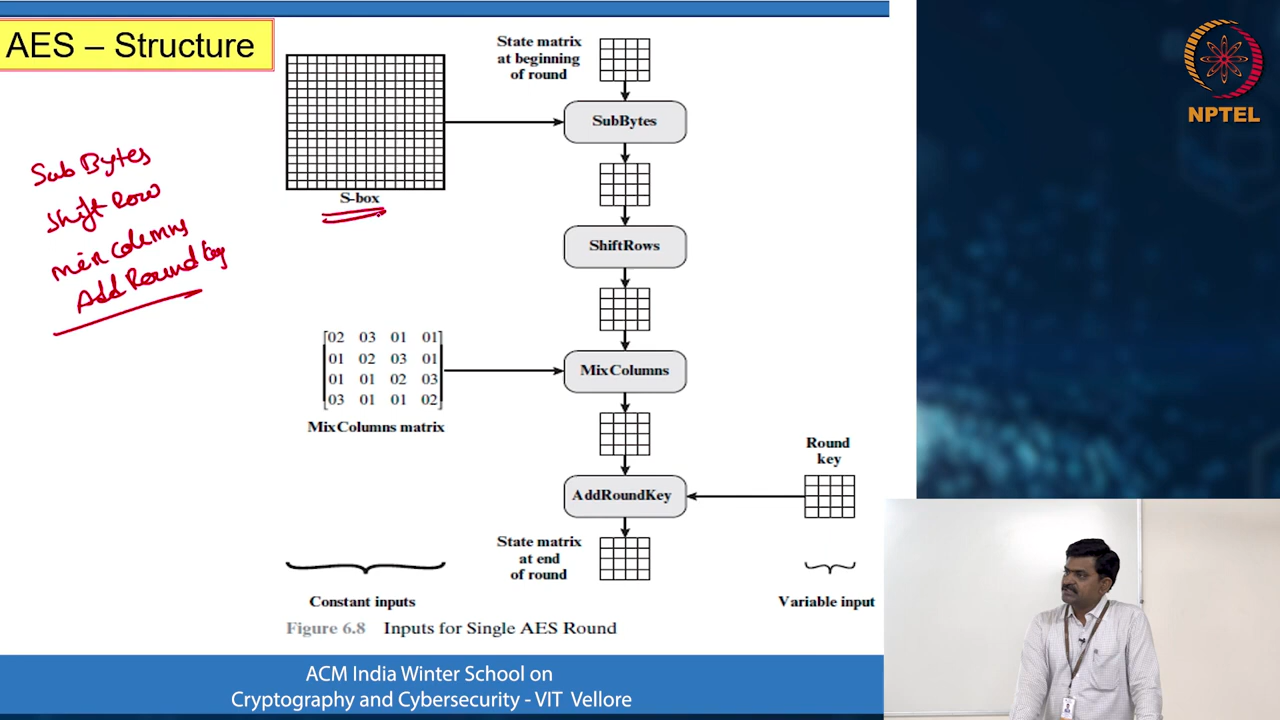 AES – Structure
NPTEL
Sub Bytes
Shift Row
Mix Columns
Add Round Key
State matrix
at beginning
of round
SubBytes
S-box
ShiftRows
02 03 01 01
01 02 03 01
01 01 02 03
03 01 01 02
MixColumns matrix
MixColumns
Round
key
AddRoundKey
State matrix
at end
of round
Constant inputs
Variable input
Figure 6.8 Inputs for Single AES Round
ACM India Winter School on
Cryptography and Cybersecurity - VIT Vellore